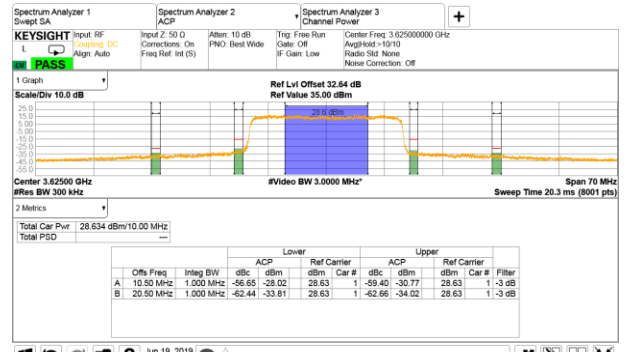 Spectrum Analyzer 1
Swept SA
Spectrum Analyzer 2
ACP
Spectrum Analyzer 3
Channel Power
+
KEYSIGHT
L
PASS
Input: RF
Coupling: DC
Align: Auto
Input Z: 50 Ω
Corrections: On
Freq Ref: Int (S)
Atten: 10 dB
PNO: Best Wide
Trig: Free Run
Gate: Off
IF Gain: Low
Center Freq: 3.625000000 GHz
Avg|Hold:>10/10
Radio Std: None
Noise Correction: Off
1 Graph
Scale/Div 10.0 dB
Ref Lvl Offset 32.64 dB
Ref Value 35.00 dBm
28.6 dBm
25.0
15.0
5.00
-5.00
-15.0
-25.0
-35.0
-45.0
-55.0
Center 3.62500 GHz
#Video BW 3.0000 MHz*
Span 70 MHz
#Res BW 300 kHz
Sweep Time 20.3 ms (8001 pts)
2 Metrics
Total Car Pwr 28.634 dBm/10.00 MHz
Total PSD ---
Lower Upper
ACP Ref Carrier ACP Ref Carrier
Offs Freq Integ BW dBc dBm dBm Car # dBc dBm dBm Car # Filter
A 10.50 MHz 1.000 MHz -56.65 -28.02 28.63 1 -59.40 -30.77 28.63 1 -3 dB
B 20.50 MHz 1.000 MHz -62.44 -33.81 28.63 1 -62.66 -34.02 28.63 1 -3 dB
Jun 19, 2019